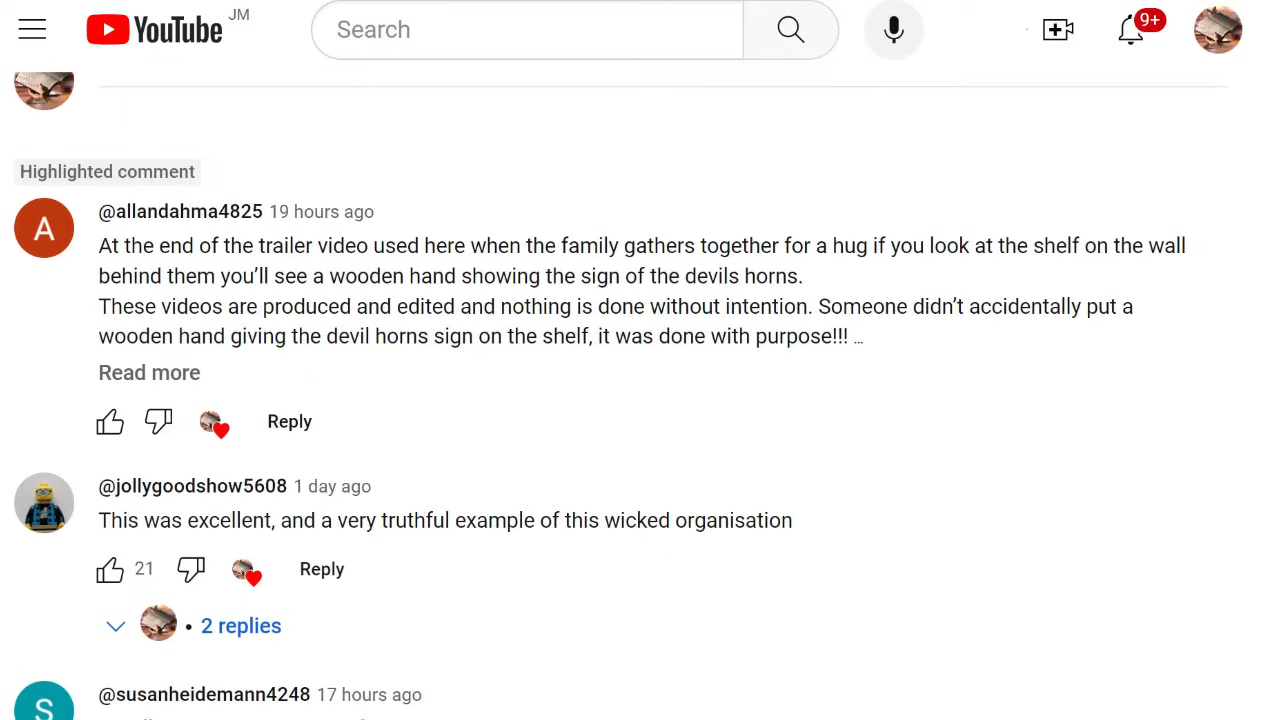 YouTube JM
Search
9+
Highlighted comment
A
@allandahma4825 19 hours ago
At the end of the trailer video used here when the family gathers together for a hug if you look at the shelf on the wall
behind them you’ll see a wooden hand showing the sign of the devils horns.
These videos are produced and edited and nothing is done without intention. Someone didn’t accidentally put a
wooden hand giving the devil horns sign on the shelf, it was done with purpose!!! ...
Read more
Reply
@jollygoodshow5608 1 day ago
This was excellent, and a very truthful example of this wicked organisation
21 Reply
• 2 replies
S
@susanheidemann4248 17 hours ago